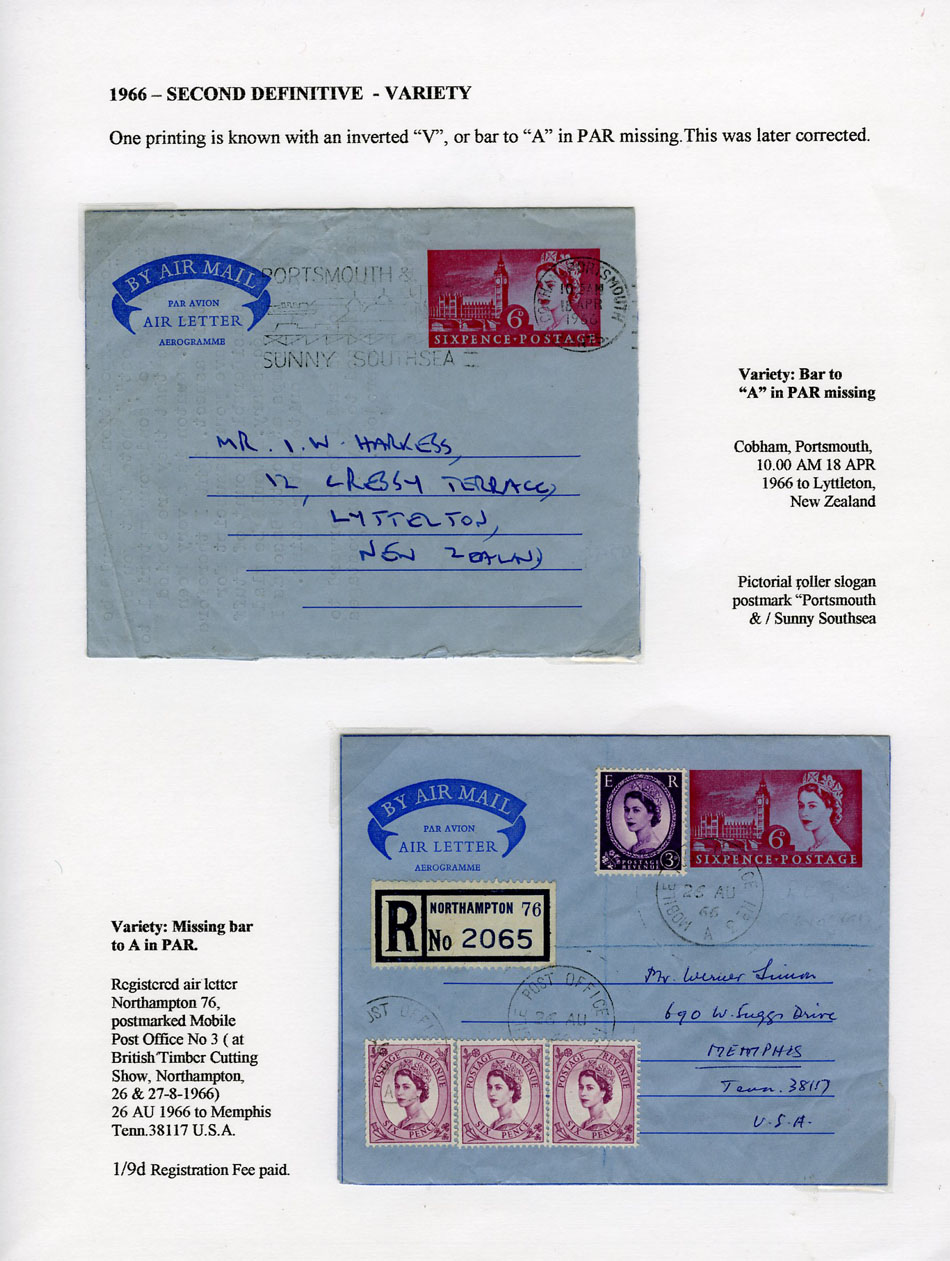 1966 – SECOND DEFINITIVE - VARIETY
One printing is known with an inverted “V”, or bar to “A” in PAR missing.This was later corrected.
BY AIR MAIL
PAR AVION
AIR LETTER
AEROGRAMME
PORTSMOUTH &
SUNNY SOUTHSEA
PORTSMOUTH
10
18 APR
6D
SIXPENCE·POSTAGE
MR. I. W. HARKESS,
12, CRESSY TERRACE,
LYTTELTON,
NEW ZEALAND
Variety: Bar to
“A” in PAR missing
Cobham, Portsmouth,
10.00 AM 18 APR
1966 to Lyttleton,
New Zealand
Pictorial roller slogan
postmark “Portsmouth
& / Sunny Southsea
BY AIR MAIL
PAR AVION
AIR LETTER
AEROGRAMME
E R
POSTAGE
REVENUE
3D
6D
SIXPENCE·POSTAGE
26 AU
66
MOBILE
R
NORTHAMPTON 76
No 2065
Mr. Werner Simon
690 W. Suggs Drive
MEMPHIS
Tenn. 38117
U.S.A.
POST OFFICE
26 AU
POSTAGE REVENUE
SIX PENCE
POSTAGE REVENUE
SIX PENCE
POSTAGE REVENUE
SIX PENCE
Variety: Missing bar
to A in PAR.
Registered air letter
Northampton 76,
postmarked Mobile
Post Office No 3 ( at
British Timber Cutting
Show, Northampton,
26 & 27-8-1966)
26 AU 1966 to Memphis
Tenn.38117 U.S.A.
1/9d Registration Fee paid.